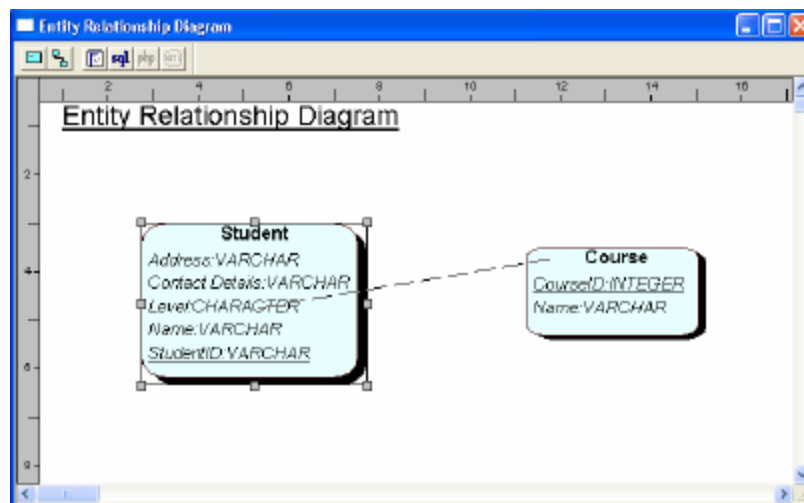 Entity Relationship Diagram
sql php
2 4 6 8 10 12 14 16
Entity Relationship Diagram
2
Student
Address:VARCHAR
Contact Details:VARCHAR
Level:CHARACTER
Name:VARCHAR
StudentID:VARCHAR
Course
CourseID:INTEGER
Name:VARCHAR
4
6
8